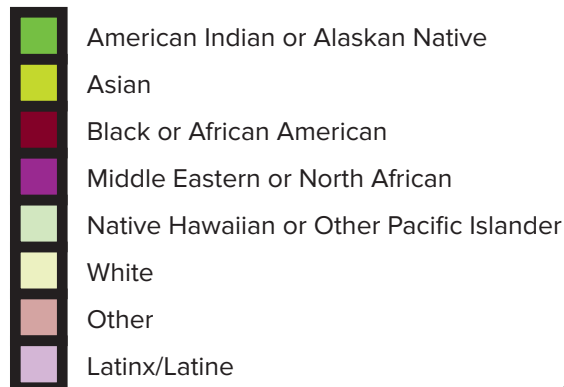 American Indian or Alaskan Native
Asian
Black or African American
Middle Eastern or North African
Native Hawaiian or Other Pacific Islander
White
Other
Latinx/Latine